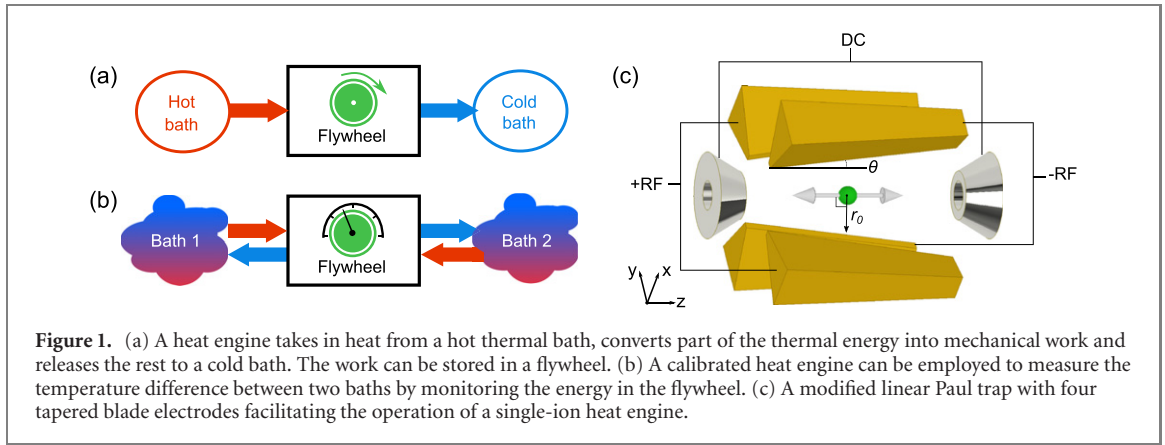 (a)
Hot
bath
Flywheel
Cold
bath
(b)
Bath 1
Flywheel
Bath 2
(c)
DC
θ
+RF
-RF
r₀
y
x
z
Figure 1. (a) A heat engine takes in heat from a hot thermal bath, converts part of the thermal energy into mechanical work and
releases the rest to a cold bath. The work can be stored in a flywheel. (b) A calibrated heat engine can be employed to measure the
temperature difference between two baths by monitoring the energy in the flywheel. (c) A modified linear Paul trap with four
tapered blade electrodes facilitating the operation of a single-ion heat engine.